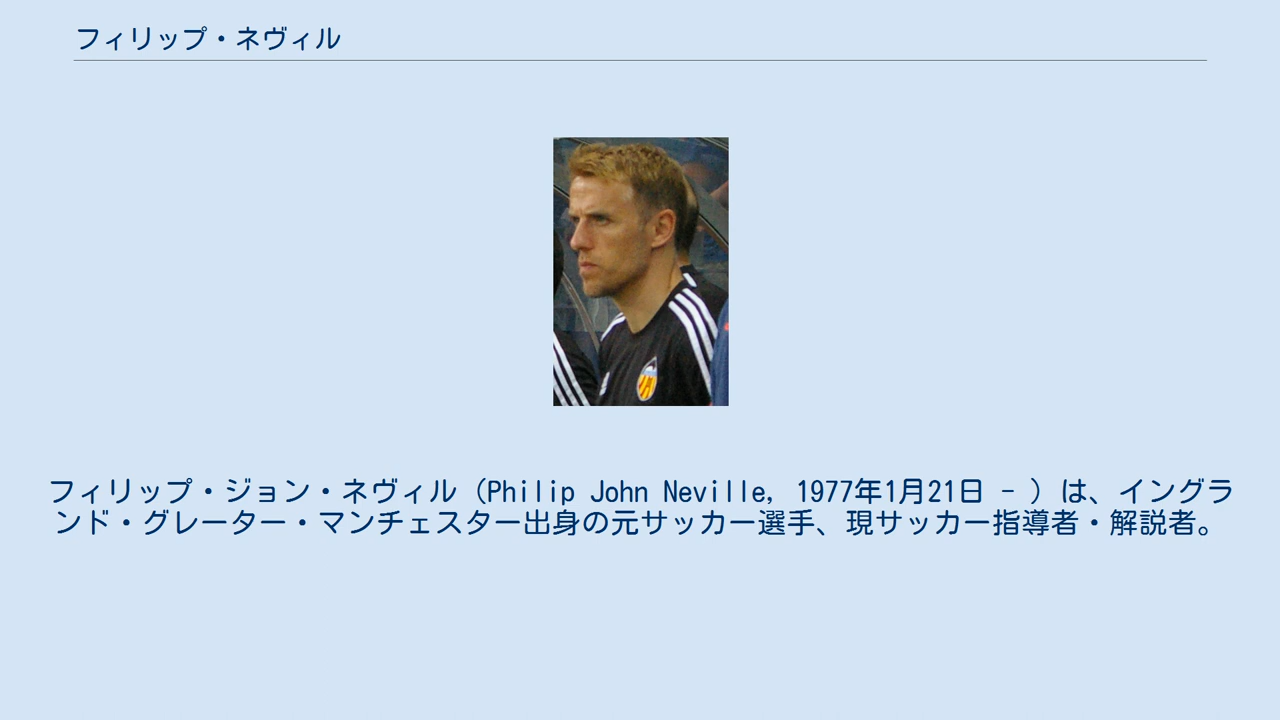 フィリップ・ネヴィル
フィリップ・ジョン・ネヴィル（Philip John Neville, 1977年1月21日 - ）は、イングラ
ンド・グレーター・マンチェスター出身の元サッカー選手、現サッカー指導者・解説者。